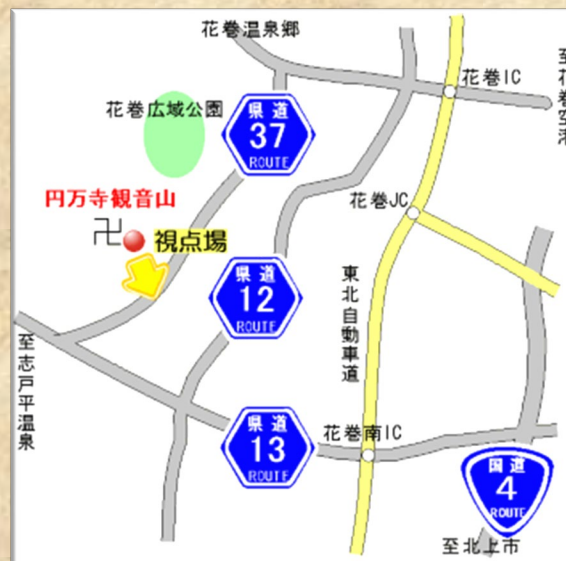 花巻温泉郷
花巻IC
至花巻空港
花巻広域公園
県道
37
ROUTE
円万寺観音山
卍
視点場
花巻JC
県道
12
ROUTE
東北自動車道
至志戸平温泉
県道
13
ROUTE
花巻南IC
国道
4
ROUTE
至北上市